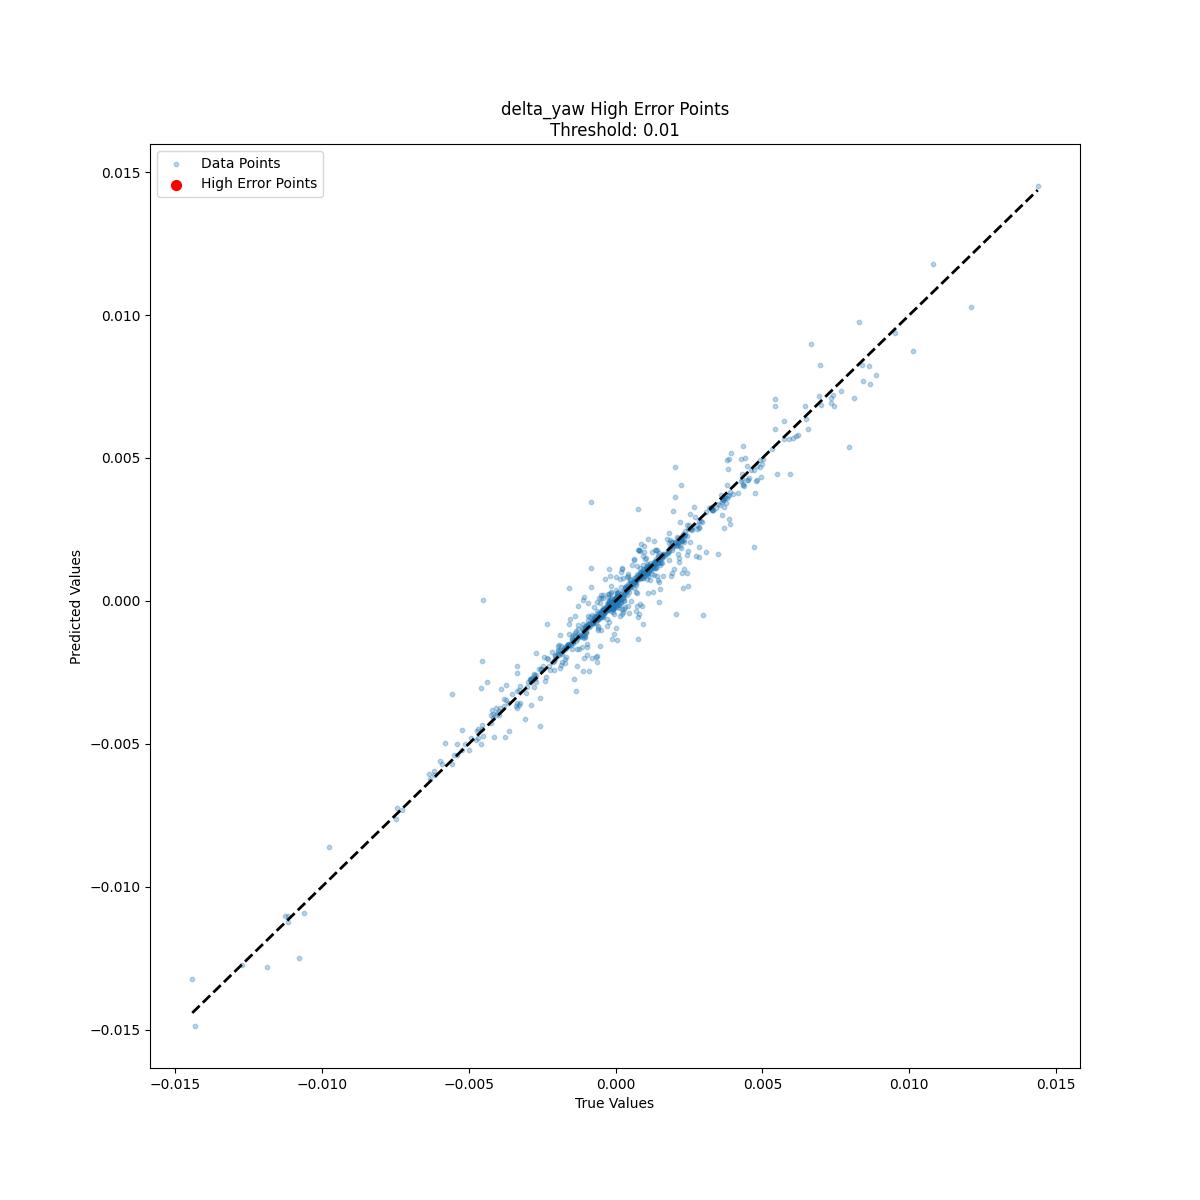 delta_yaw High Error Points
Threshold: 0.01
Data Points
High Error Points
0.015
0.010
0.005
0.000
−0.005
−0.010
−0.015
Predicted Values
−0.015
−0.010
−0.005
0.000
0.005
0.010
0.015
True Values